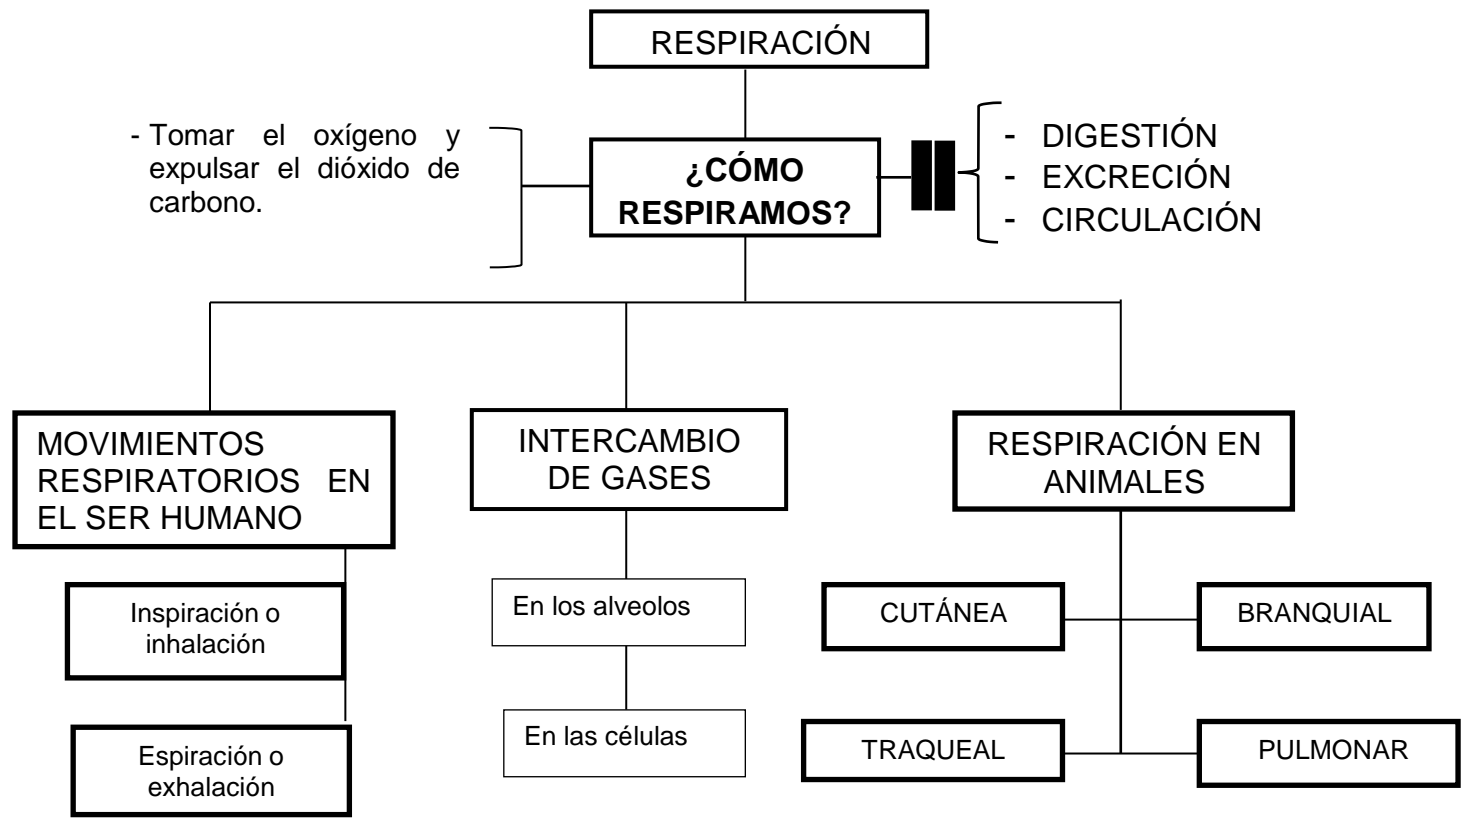 RESPIRACIÓN
- Tomar el oxígeno y
expulsar el dióxido de
carbono.
¿CÓMO
RESPIRAMOS?
- DIGESTIÓN
- EXCRECIÓN
- CIRCULACIÓN
MOVIMIENTOS
RESPIRATORIOS EN
EL SER HUMANO
INTERCAMBIO
DE GASES
RESPIRACIÓN EN
ANIMALES
Inspiración o
inhalación
En los alveolos
CUTÁNEA
BRANQUIAL
Espiración o
exhalación
En las células
TRAQUEAL
PULMONAR